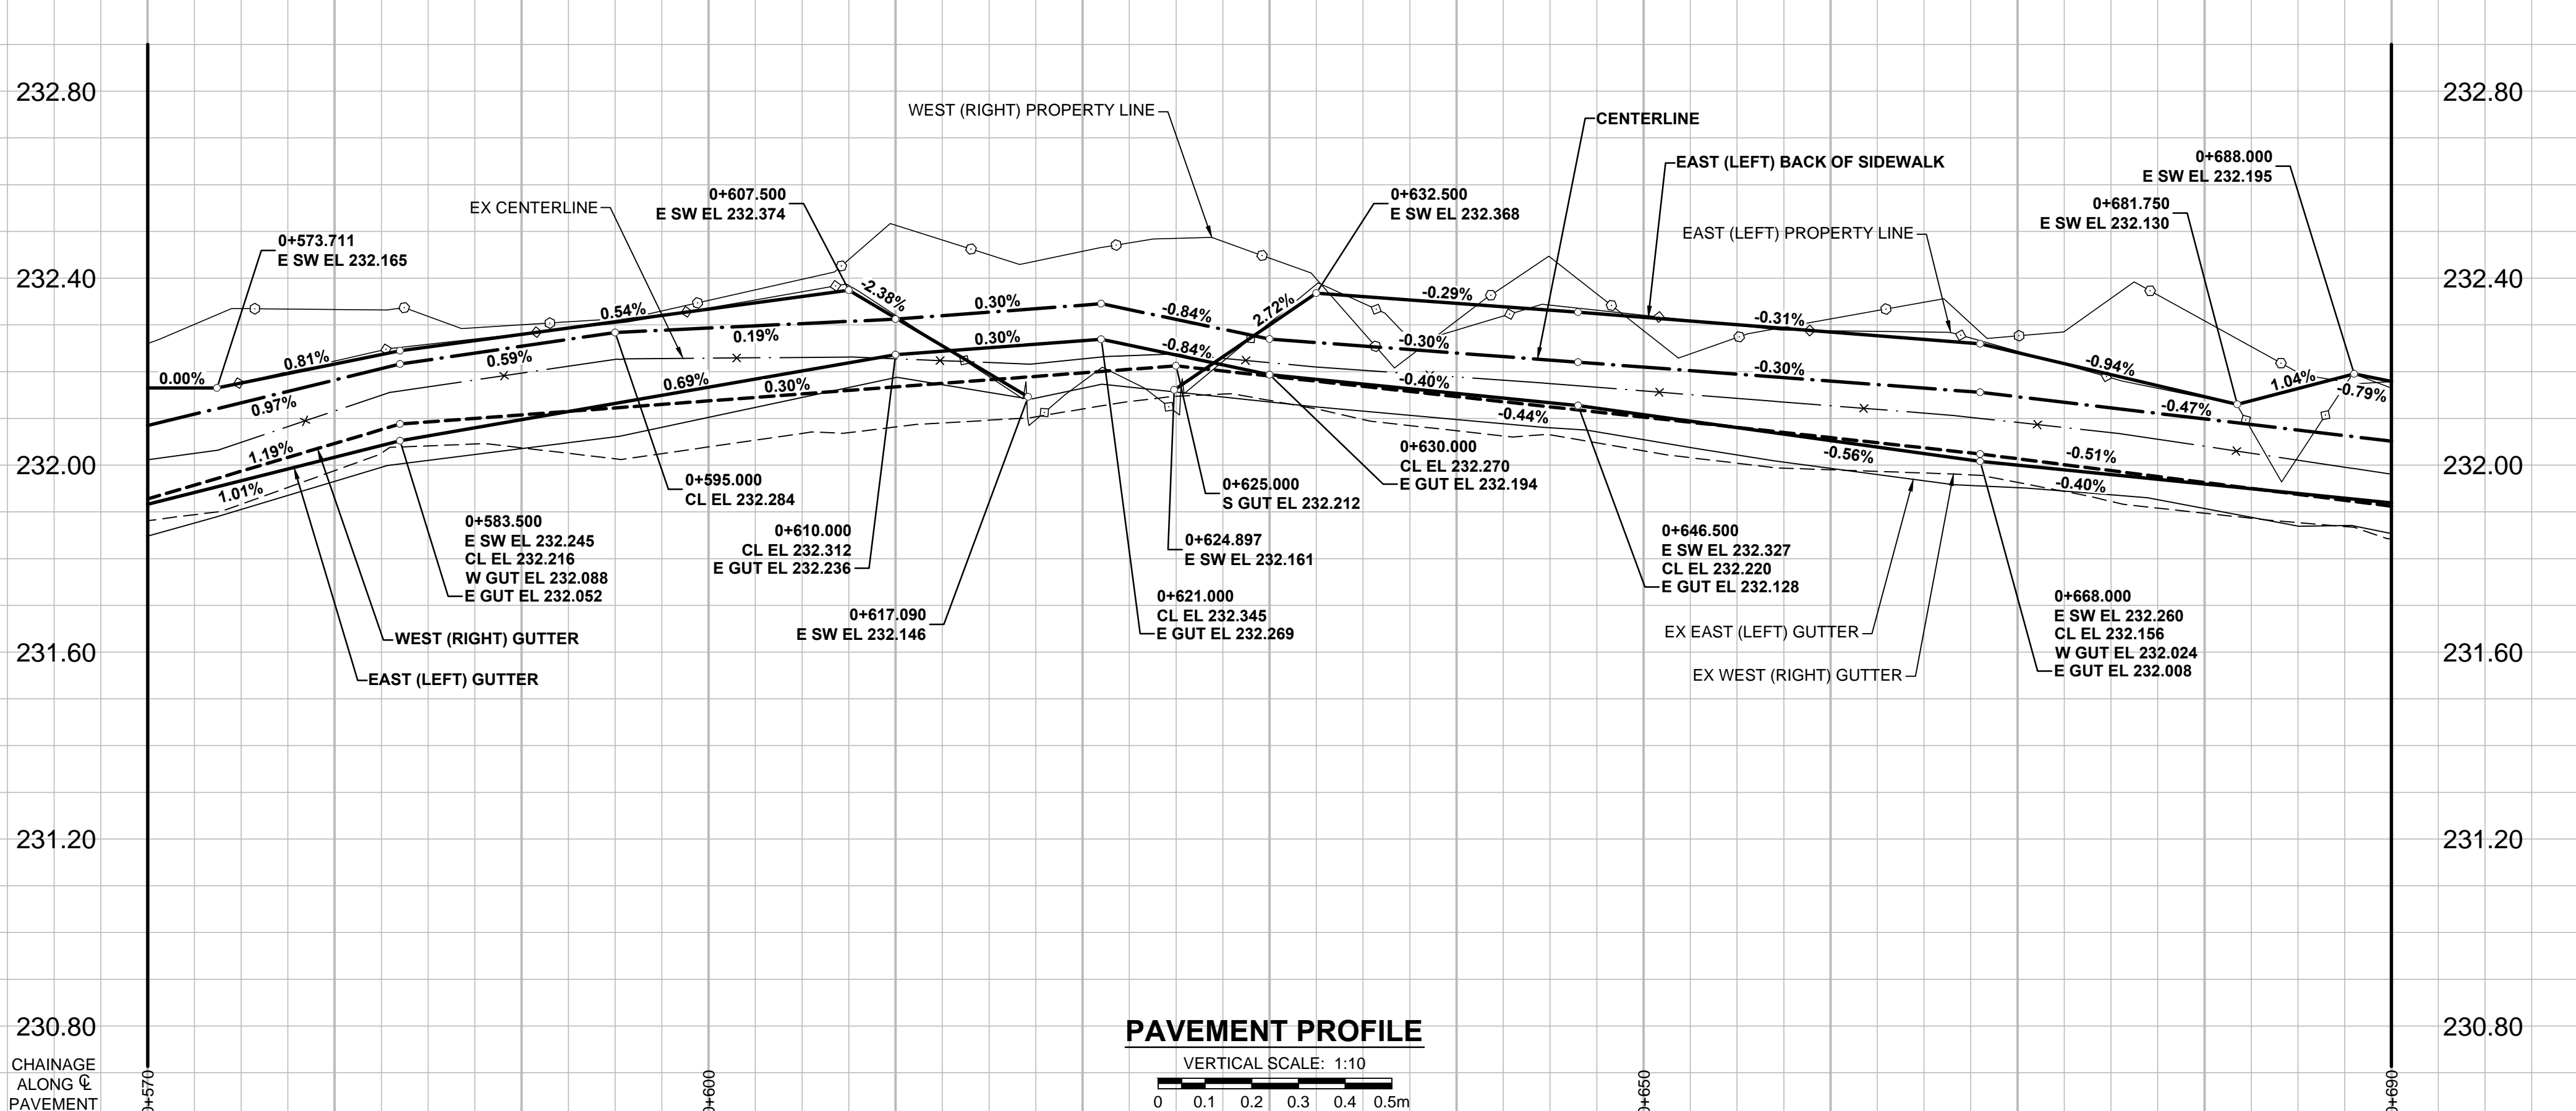 232.80
232.80
WEST (RIGHT) PROPERTY LINE
CENTERLINE
EAST (LEFT) BACK OF SIDEWALK
0+688.000
E SW EL 232.195
0+607.500
E SW EL 232.374
0+632.500
E SW EL 232.368
0+681.750
E SW EL 232.130
EX CENTERLINE
EAST (LEFT) PROPERTY LINE
0+573.711
E SW EL 232.165
232.40
232.40
-2.38%
0.30%
-0.84%
2.72%
-0.29%
0.54%
-0.31%
0.19%
0.30%
-0.84%
-0.30%
0.81%
0.59%
-0.30%
-0.94%
0.00%
0.69%
0.30%
-0.40%
1.04%
-0.79%
0.97%
-0.44%
-0.47%
1.19%
-0.56%
-0.51%
232.00
232.00
1.01%
-0.40%
0+595.000
CL EL 232.284
0+630.000
CL EL 232.270
E GUT EL 232.194
0+625.000
S GUT EL 232.212
0+583.500
E SW EL 232.245
CL EL 232.216
W GUT EL 232.088
E GUT EL 232.052
0+610.000
CL EL 232.312
E GUT EL 232.236
0+624.897
E SW EL 232.161
0+646.500
E SW EL 232.327
CL EL 232.220
E GUT EL 232.128
0+617.090
E SW EL 232.146
0+621.000
CL EL 232.345
E GUT EL 232.269
0+668.000
E SW EL 232.260
CL EL 232.156
W GUT EL 232.024
E GUT EL 232.008
WEST (RIGHT) GUTTER
EAST (LEFT) GUTTER
EX EAST (LEFT) GUTTER
EX WEST (RIGHT) GUTTER
231.60
231.60
231.20
231.20
230.80
230.80
PAVEMENT PROFILE
VERTICAL SCALE: 1:10
0 0.1 0.2 0.3 0.4 0.5m
CHAINAGE
ALONG ℄
PAVEMENT
0+570
0+600
0+650
0+690